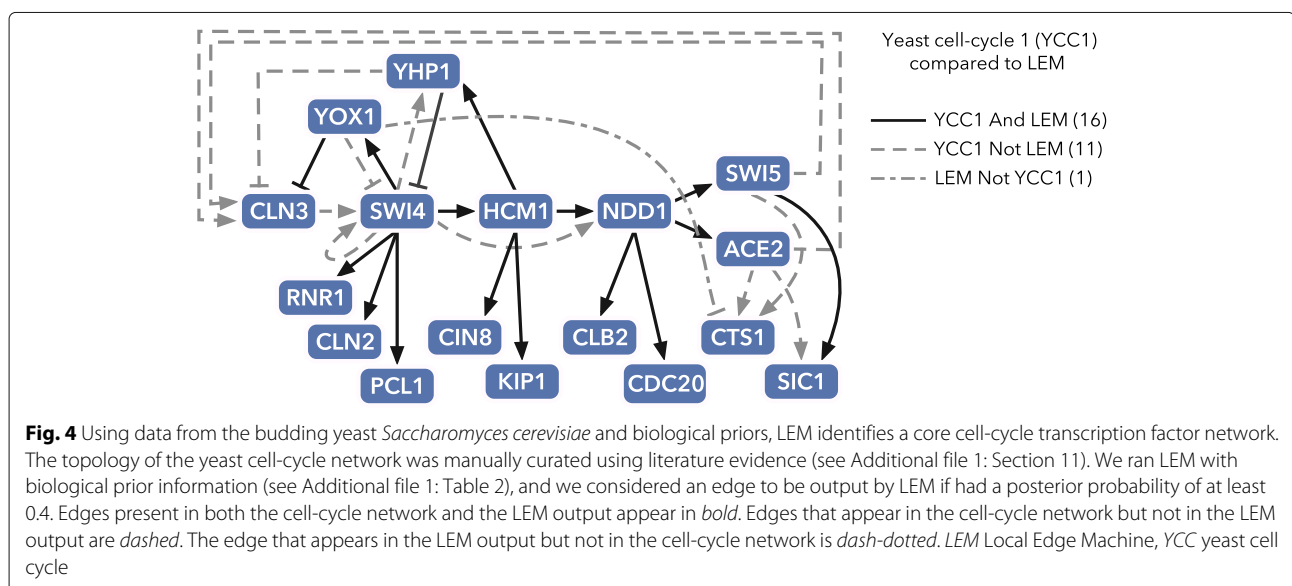 Yeast cell-cycle 1 (YCC1)
compared to LEM
YCC1 And LEM (16)
YCC1 Not LEM (11)
LEM Not YCC1 (1)
YHP1
YOX1
SWI5
CLN3
SWI4
HCM1
NDD1
ACE2
RNR1
CLN2
CIN8
CLB2
CTS1
PCL1
KIP1
CDC20
SIC1
Fig. 4 Using data from the budding yeast Saccharomyces cerevisiae and biological priors, LEM identifies a core cell-cycle transcription factor network.
The topology of the yeast cell-cycle network was manually curated using literature evidence (see Additional file 1: Section 11). We ran LEM with
biological prior information (see Additional file 1: Table 2), and we considered an edge to be output by LEM if had a posterior probability of at least
0.4. Edges present in both the cell-cycle network and the LEM output appear in bold. Edges that appear in the cell-cycle network but not in the LEM
output are dashed. The edge that appears in the LEM output but not in the cell-cycle network is dash-dotted. LEM Local Edge Machine, YCC yeast cell
cycle